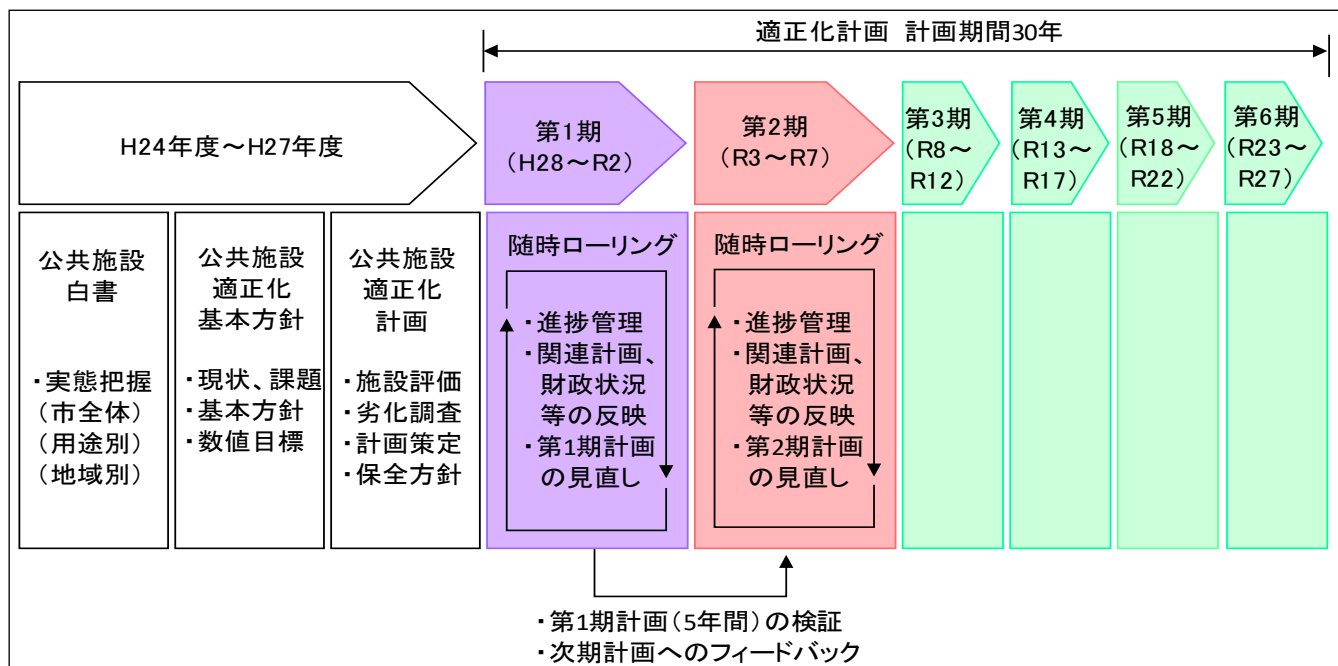 適正化計画 計画期間30年
H24年度～H27年度
第1期
（H28～R2）
第2期
（R3～R7）
第3期
（R8～
R12）
第4期
（R13～
R17）
第5期
（R18～
R22）
第6期
（R23～
R27）
公共施設
白書
・実態把握
（市全体）
（用途別）
（地域別）
公共施設
適正化
基本方針
・現状、課題
・基本方針
・数値目標
公共施設
適正化
計画
・施設評価
・劣化調査
・計画策定
・保全方針
随時ローリング
・進捗管理
・関連計画、
財政状況
等の反映
・第1期計画
の見直し
随時ローリング
・進捗管理
・関連計画、
財政状況
等の反映
・第2期計画
の見直し
・第1期計画（5年間）の検証
・次期計画へのフィードバック